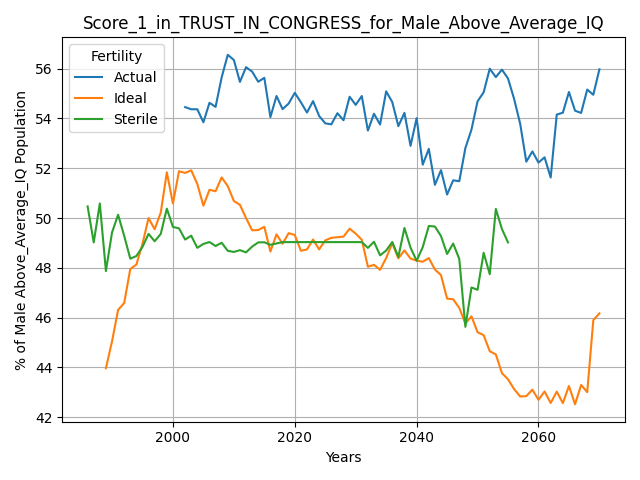 Score_1_in_TRUST_IN_CONGRESS_for_Male_Above_Average_IQ
% of Male Above_Average_IQ Population
Fertility
Actual
Ideal
Sterile
56
54
52
50
48
46
44
42
2000
2020
2040
2060
Years